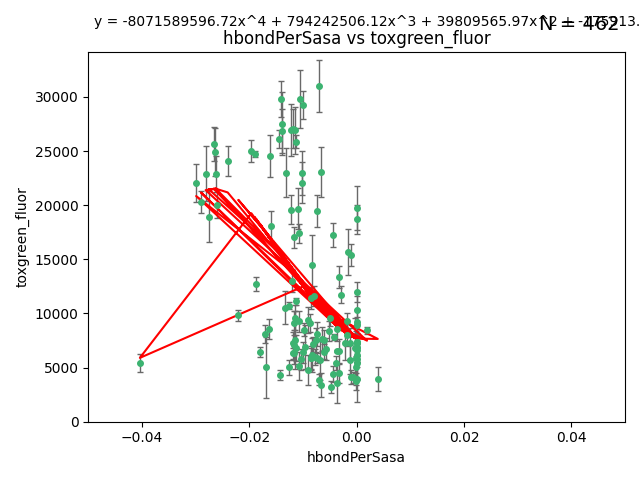 y = -8071589596.72x^4 + 794242506.12x^3 + 39809565.97x^2 + -175913.
N = 462
hbondPerSasa vs toxgreen_fluor
30000
25000
20000
15000
10000
5000
0
toxgreen_fluor
−0.04 −0.02 0.00 0.02 0.04
hbondPerSasa